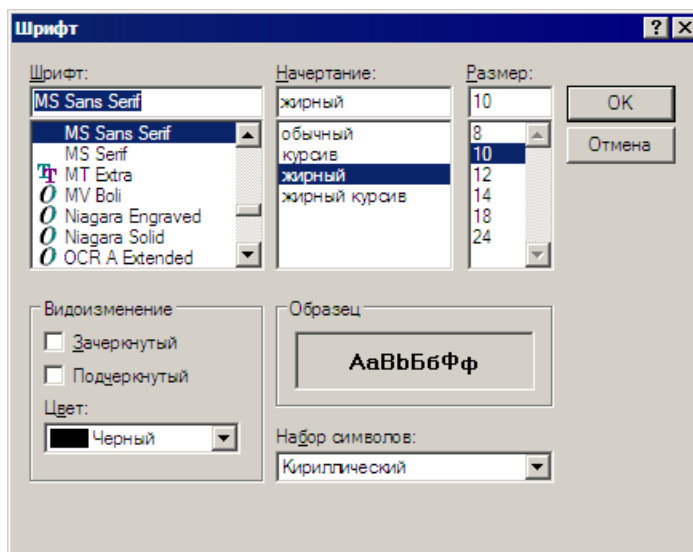 Шрифт
Шрифт:
MS Sans Serif
MS Sans Serif
MS Serif
MT Extra
MV Boli
Niagara Engraved
Niagara Solid
OCR A Extended
Начертание:
жирный
обычный
курсив
жирный
жирный курсив
Размер:
10
8
10
12
14
18
24
OK
Отмена
Видоизменение
Зачеркнутый
Подчеркнутый
Цвет:
Черный
Образец
АаВbБбФф
Набор символов:
Кириллический